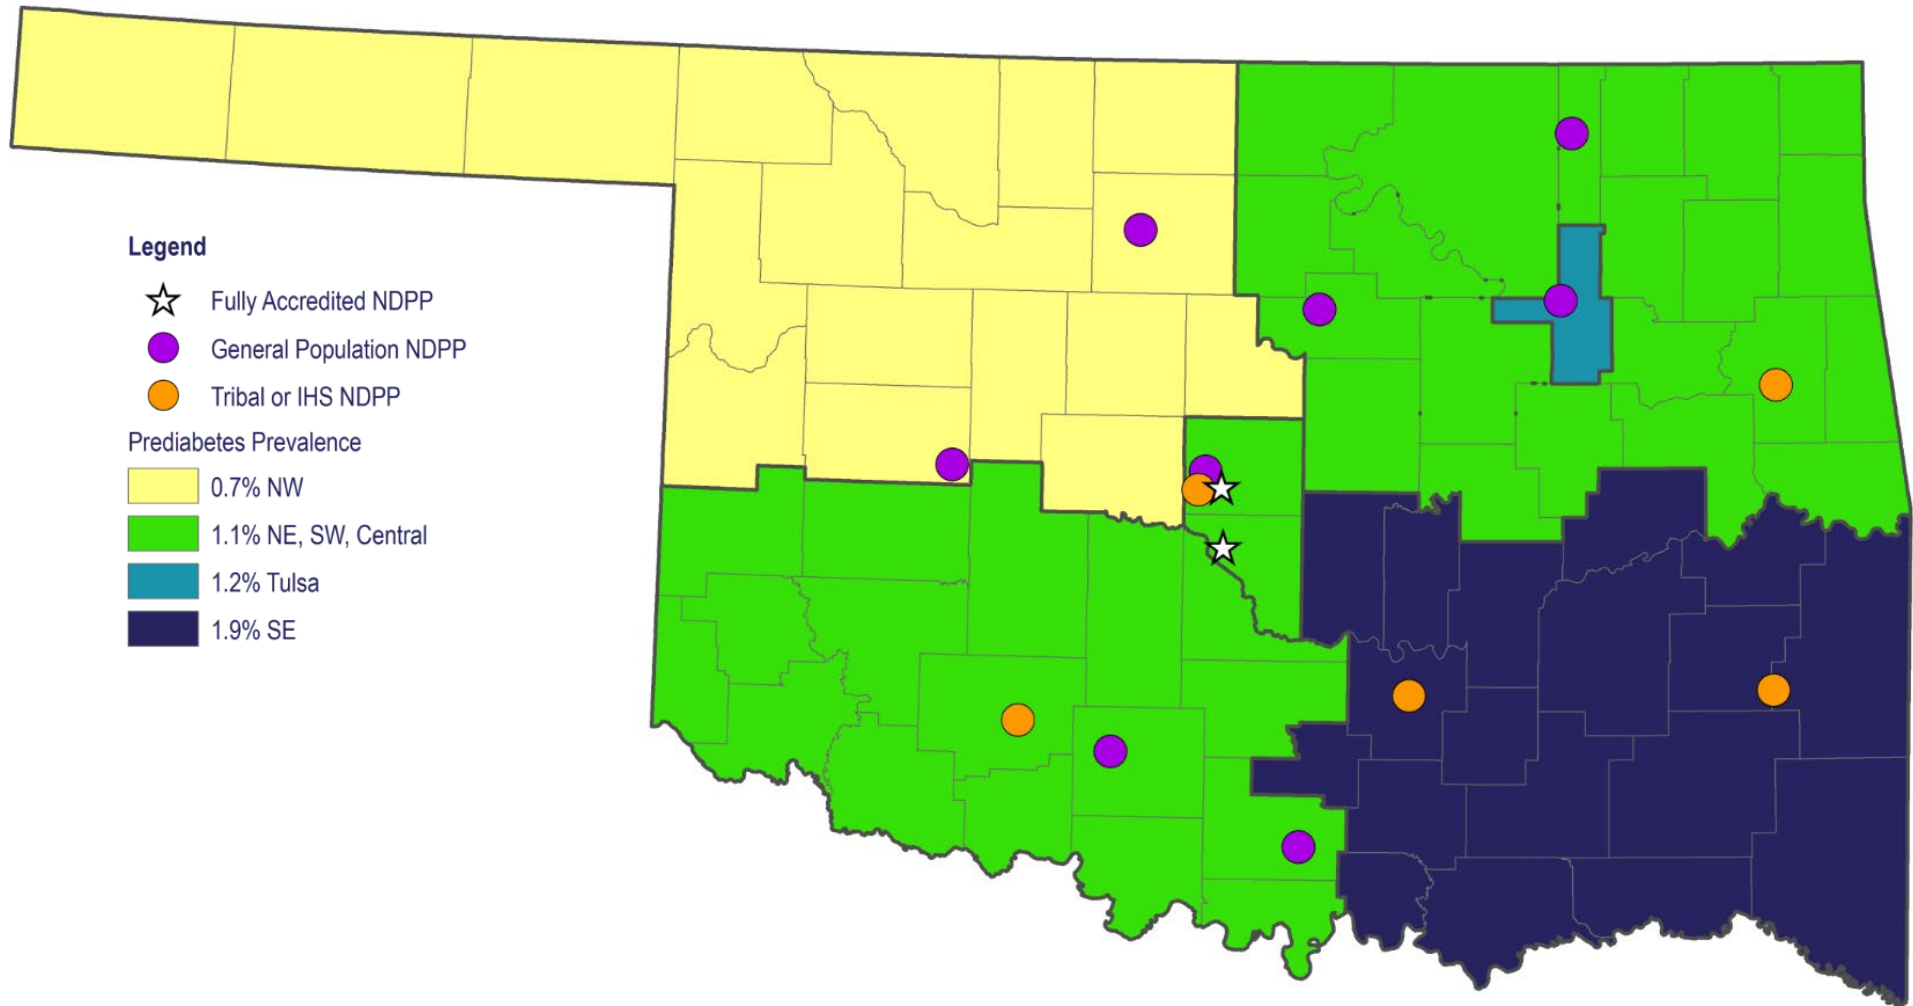 Legend
Fully Accredited NDPP
General Population NDPP
Tribal or IHS NDPP
Prediabetes Prevalence
0.7% NW
1.1% NE, SW, Central
1.2% Tulsa
1.9% SE